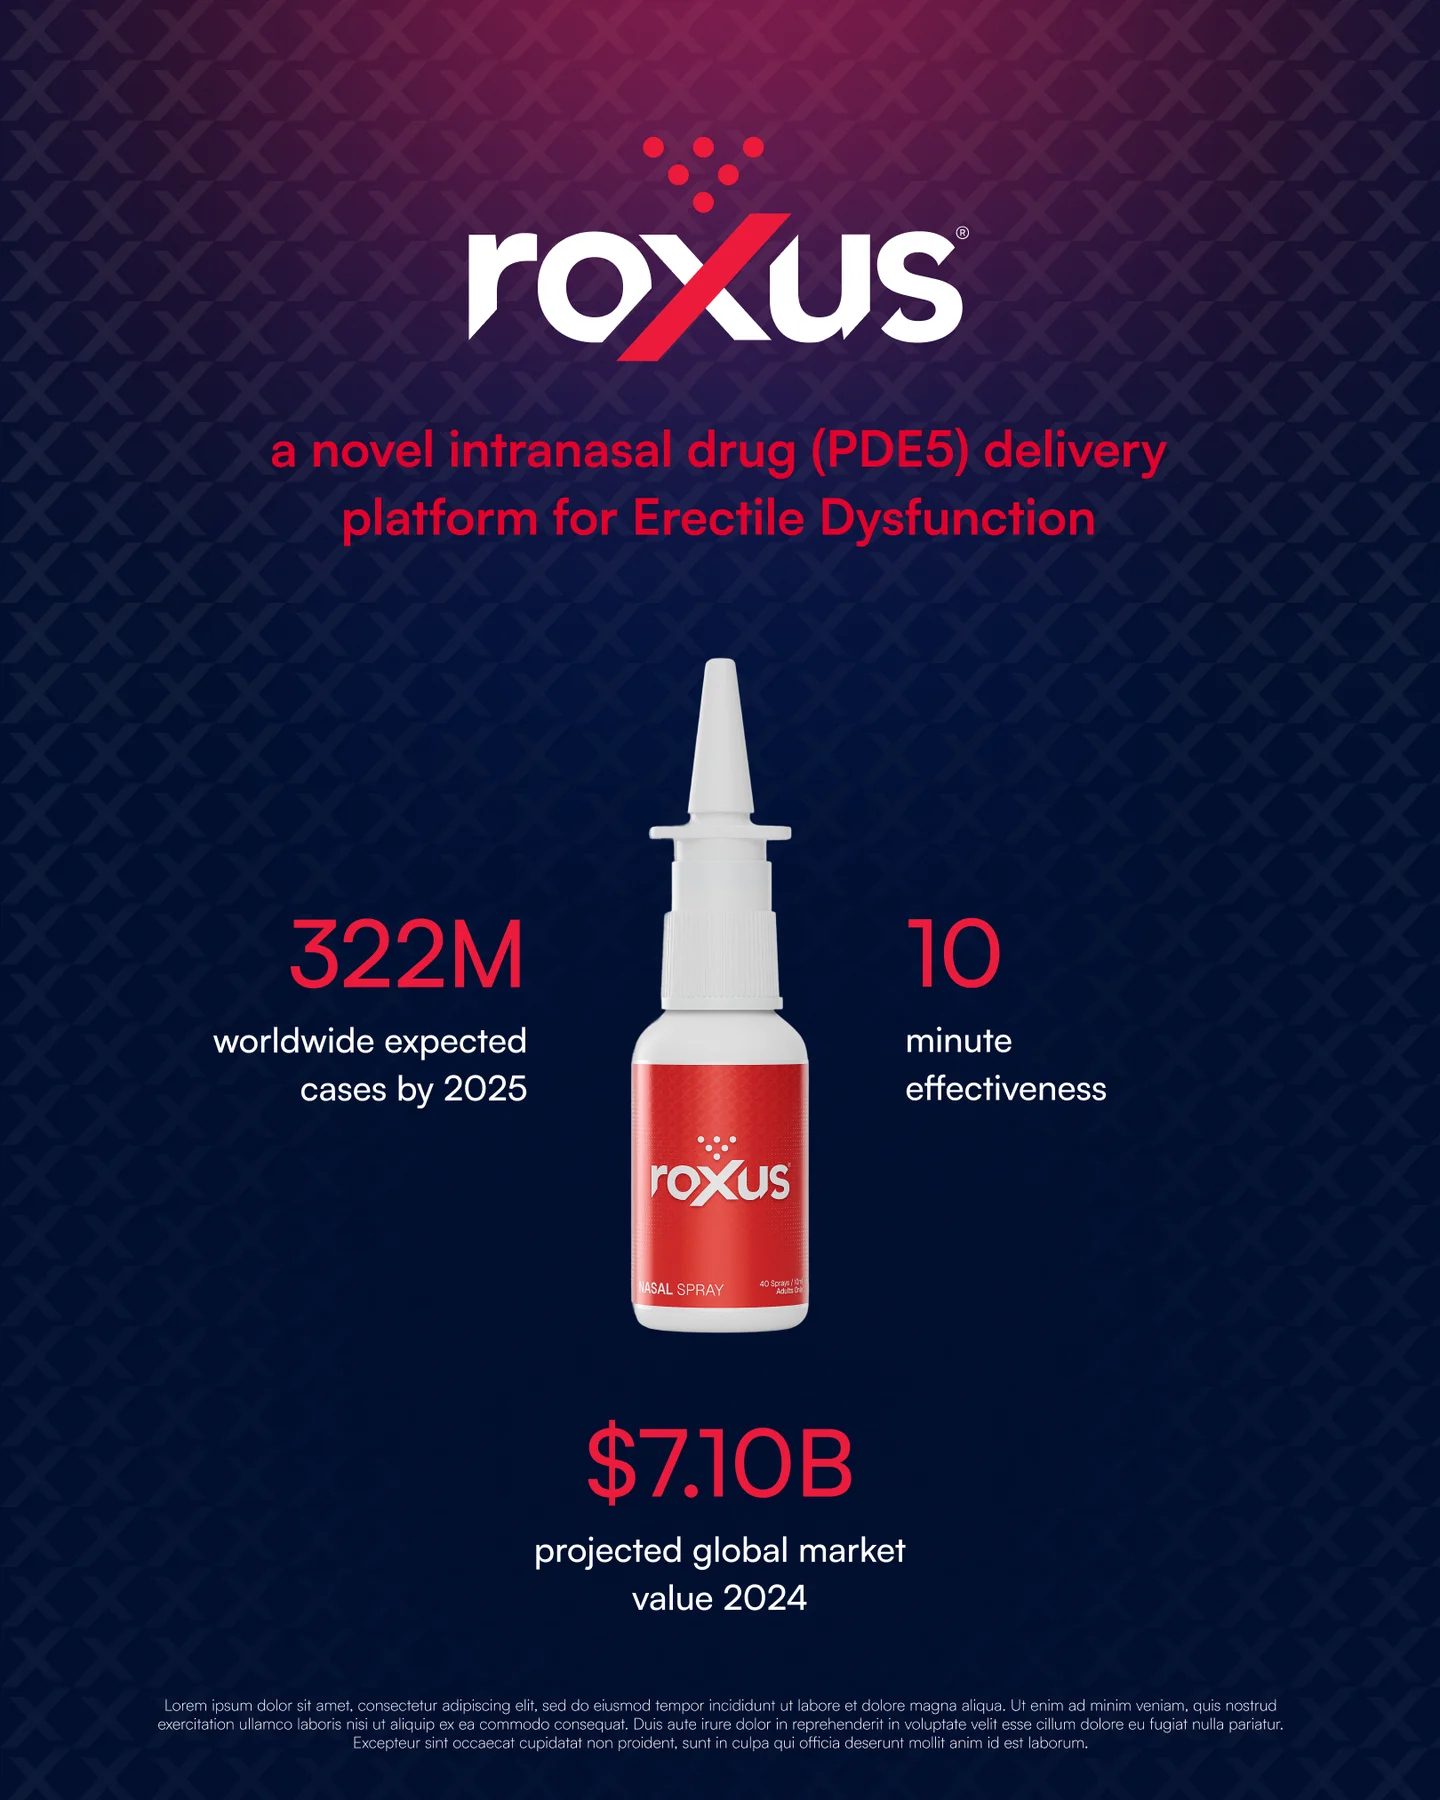 roxus®
a novel intranasal drug (PDE5) delivery
platform for Erectile Dysfunction
322M
worldwide expected
cases by 2025
10
minute
effectiveness
roxus
NASAL SPRAY
40 Sprays / 10m
Adults Only
$7.10B
projected global market
value 2024
Lorem ipsum dolor sit amet, consectetur adipiscing elit, sed do eiusmod tempor incididunt ut labore et dolore magna aliqua. Ut enim ad minim veniam, quis nostrud
exercitation ullamco laboris nisi ut aliquip ex ea commodo consequat. Duis aute irure dolor in reprehenderit in voluptate velit esse cillum dolore eu fugiat nulla pariatur.
Excepteur sint occaecat cupidatat non proident, sunt in culpa qui officia deserunt mollit anim id est laborum.